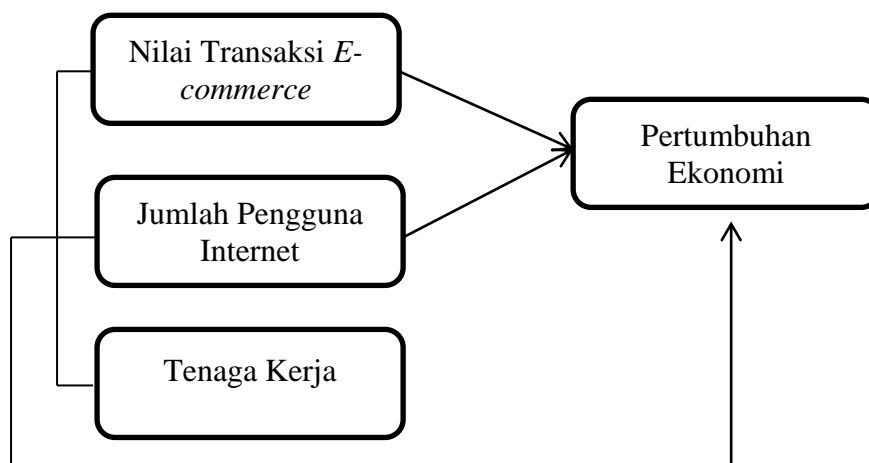 Nilai Transaksi E-
commerce
Pertumbuhan
Ekonomi
Jumlah Pengguna
Internet
Tenaga Kerja